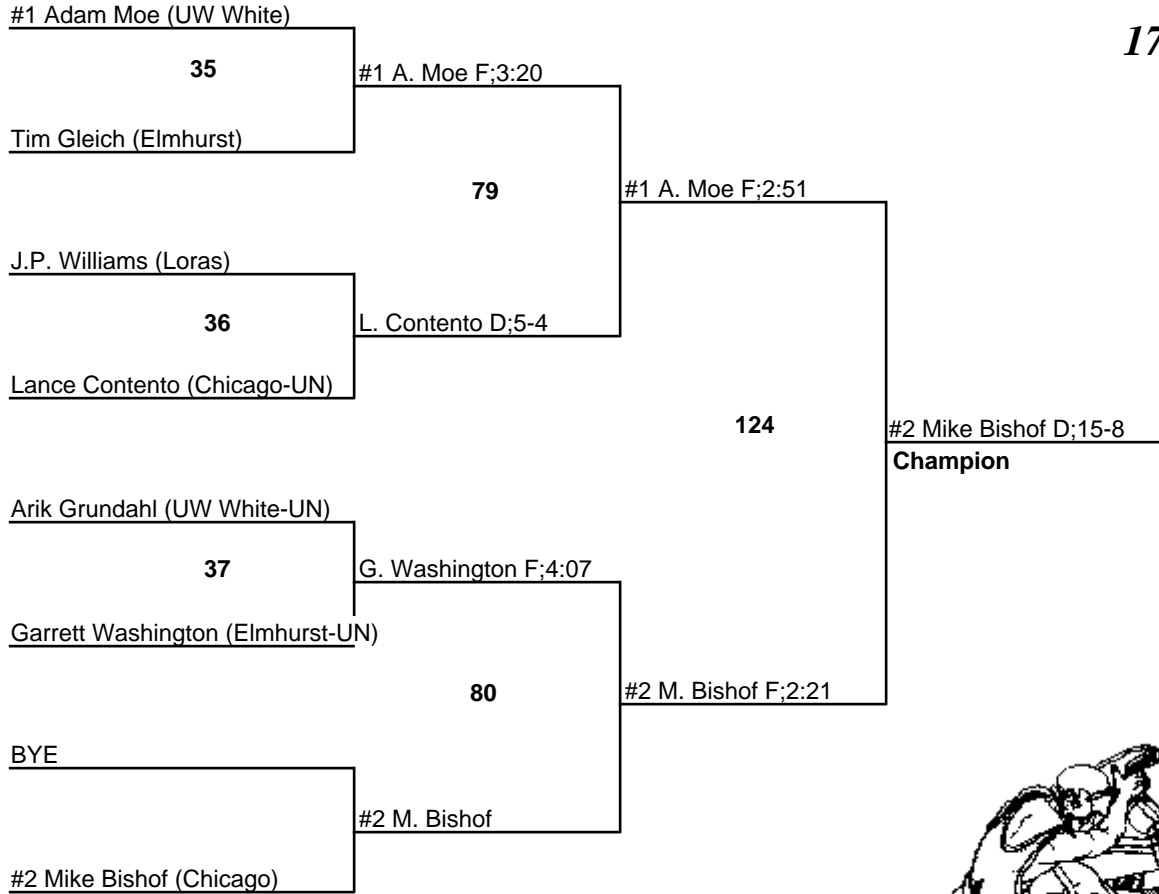 #1 Adam Moe (UW White)
17
35
#1 A. Moe F;3:20
Tim Gleich (Elmhurst)
79
#1 A. Moe F;2:51
J.P. Williams (Loras)
36
L. Contento D;5-4
Lance Contento (Chicago-UN)
124
#2 Mike Bishof D;15-8
Champion
Arik Grundahl (UW White-UN)
37
G. Washington F;4:07
Garrett Washington (Elmhurst-UN)
80
#2 M. Bishof F;2:21
BYE
#2 M. Bishof
#2 Mike Bishof (Chicago)